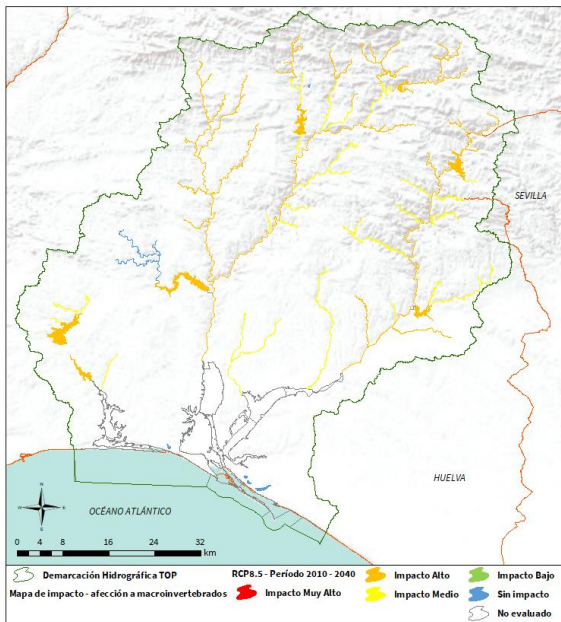 SEVILLA
HUELVA
OCÉANO ATLÁNTICO
N
W E
S
0 4 8 16 24 32
km
Demarcación Hidrográfica TOP
RCP8.5 - Período 2010 - 2040
Mapa de impacto - afección a macroinvertebrados
Impacto Muy Alto
Impacto Alto
Impacto Medio
Impacto Bajo
Sin impacto
No evaluado